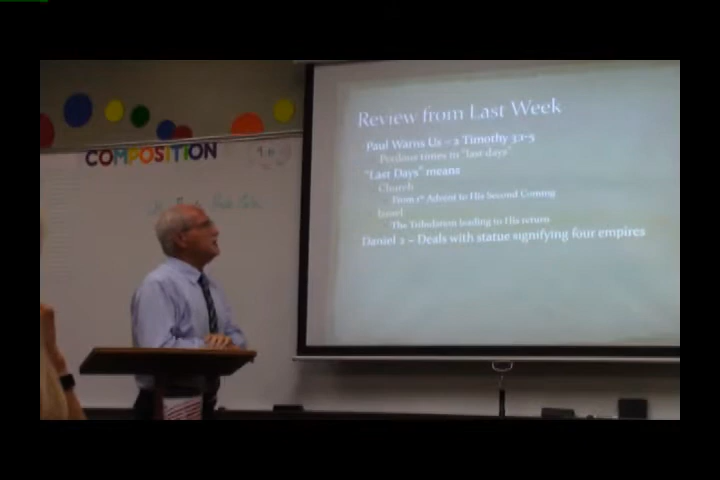 COMPOSITION
Review from Last Week
Paul Warns Us – 2 Timothy 3:1-5
Perilous times in "last days"
"Last Days" means
Church
From 1st Advent to His Second Coming
Israel
The Tribulation leading to His return
Daniel 2 – Deals with statue signifying four empires